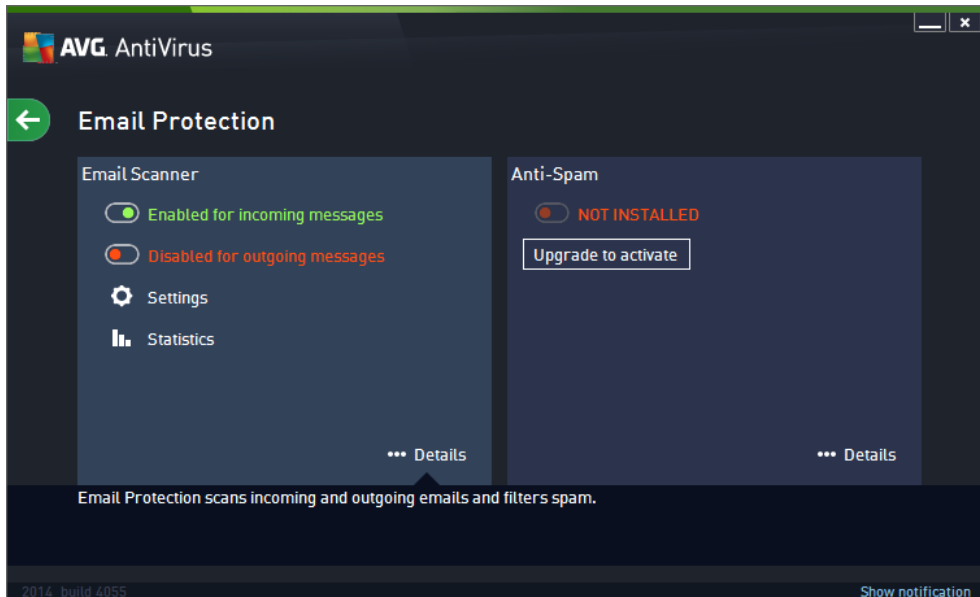 AVG. AntiVirus
Email Protection
Email Scanner
Enabled for incoming messages
Disabled for outgoing messages
Settings
Statistics
••• Details
Anti-Spam
NOT INSTALLED
Upgrade to activate
••• Details
Email Protection scans incoming and outgoing emails and filters spam.
2014 build 4055
Show notification